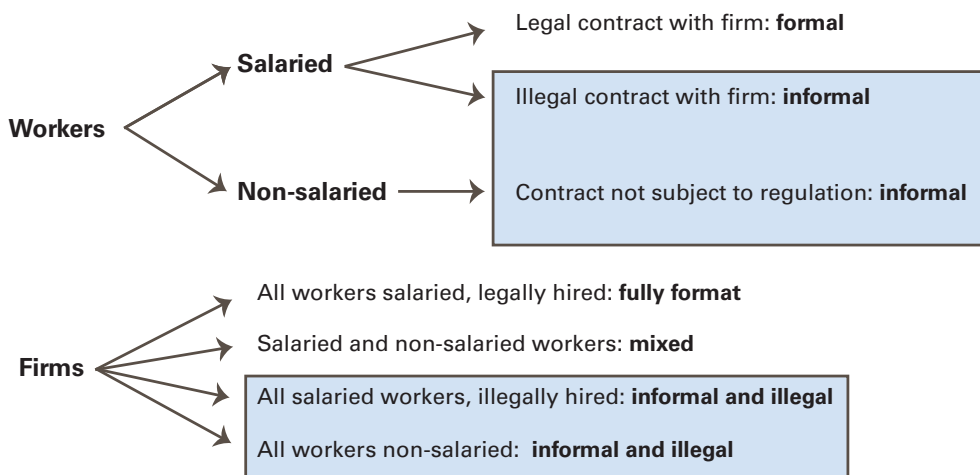 Workers
Salaried
Legal contract with firm: formal
Illegal contract with firm: informal
Non-salaried
Contract not subject to regulation: informal
Firms
All workers salaried, legally hired: fully format
Salaried and non-salaried workers: mixed
All salaried workers, illegally hired: informal and illegal
All workers non-salaried: informal and illegal